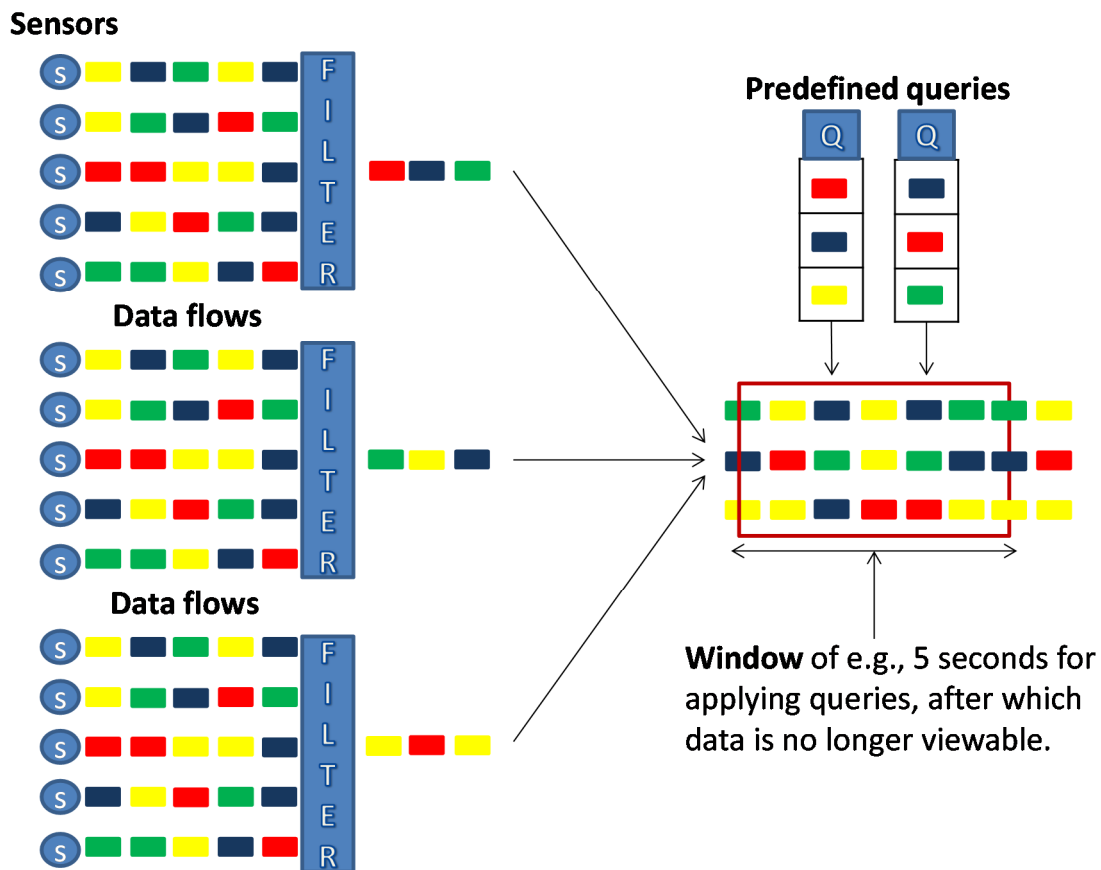 Sensors
S
S
S
S
S
FILTER
Data flows
S
S
S
S
S
FILTER
Data flows
S
S
S
S
S
FILTER
Predefined queries
Q Q
Window of e.g., 5 seconds for
applying queries, after which
data is no longer viewable.